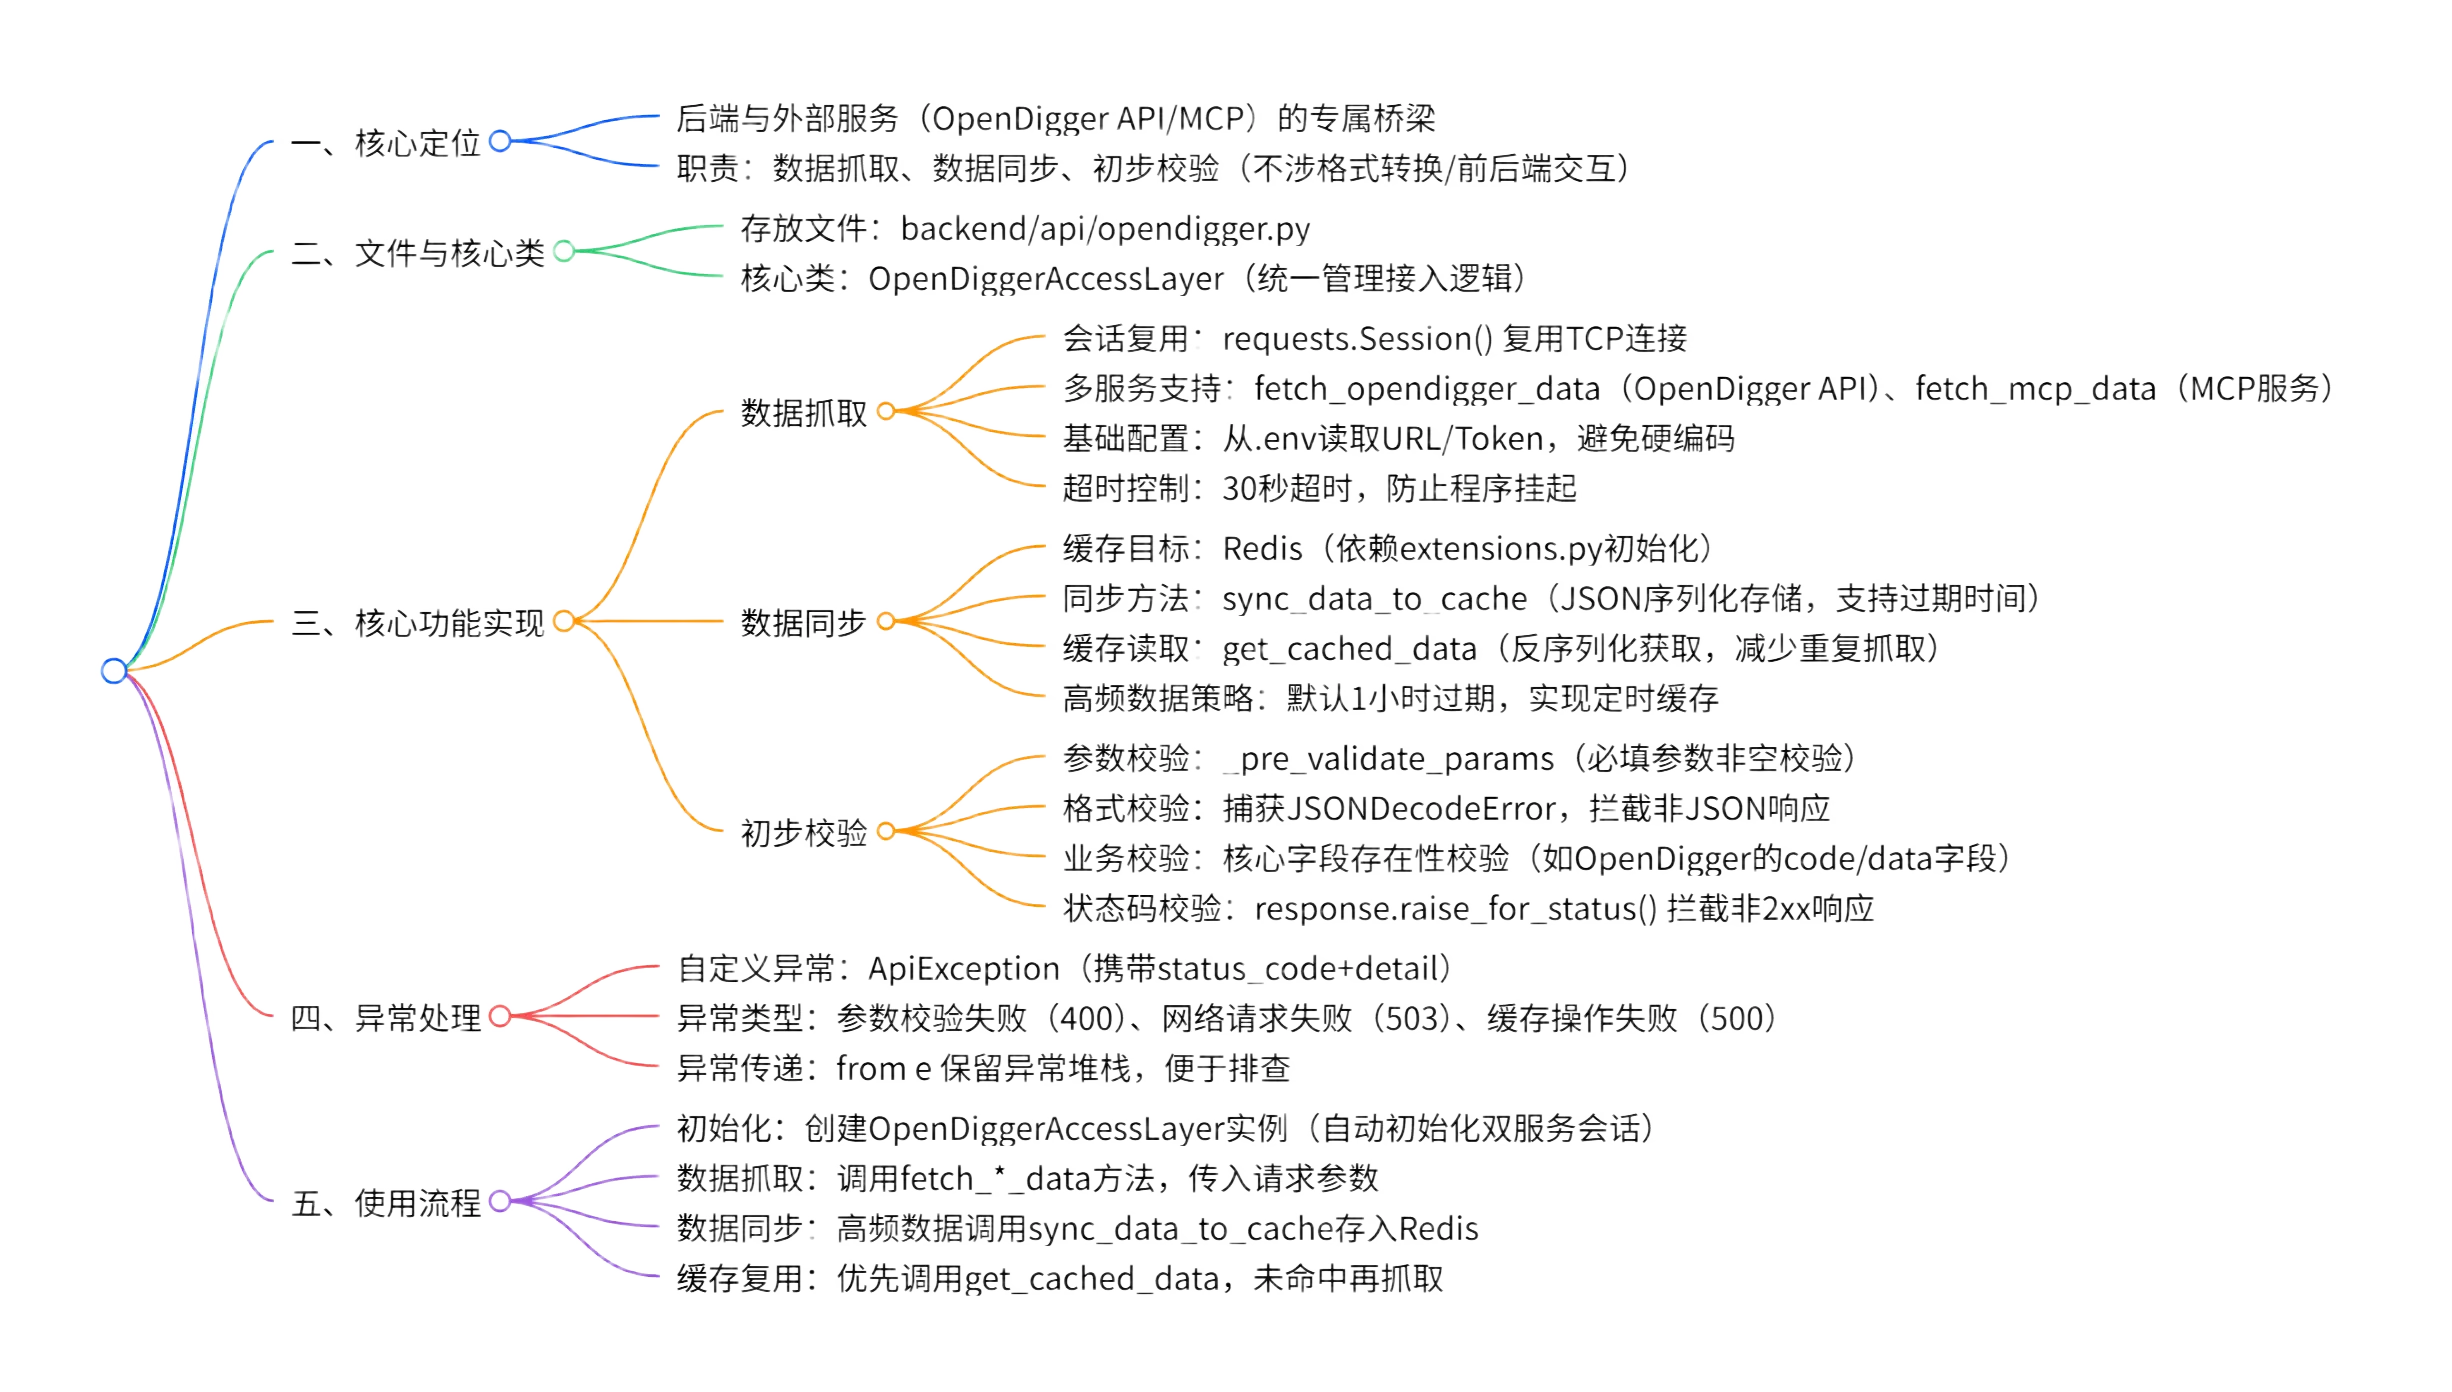 一、核心定位
后端与外部服务（OpenDigger API/MCP）的专属桥梁
职责：数据抓取、数据同步、初步校验（不涉格式转换/前后端交互）
二、文件与核心类
存放文件：backend/api/opendigger.py
核心类：OpenDiggerAccessLayer（统一管理接入逻辑）
三、核心功能实现
数据抓取
会话复用：requests.Session() 复用TCP连接
多服务支持：fetch_opendigger_data（OpenDigger API）、fetch_mcp_data（MCP服务）
基础配置：从.env读取URL/Token，避免硬编码
超时控制：30秒超时，防止程序挂起
数据同步
缓存目标：Redis（依赖extensions.py初始化）
同步方法：sync_data_to_cache（JSON序列化存储，支持过期时间）
缓存读取：get_cached_data（反序列化获取，减少重复抓取）
高频数据策略：默认1小时过期，实现定时缓存
初步校验
参数校验：_pre_validate_params（必填参数非空校验）
格式校验：捕获JSONDecodeError，拦截非JSON响应
业务校验：核心字段存在性校验（如OpenDigger的code/data字段）
状态码校验：response.raise_for_status() 拦截非2xx响应
四、异常处理
自定义异常：ApiException（携带status_code+detail）
异常类型：参数校验失败（400）、网络请求失败（503）、缓存操作失败（500）
异常传递：from e 保留异常堆栈，便于排查
五、使用流程
初始化：创建OpenDiggerAccessLayer实例（自动初始化双服务会话）
数据抓取：调用fetch_*_data方法，传入请求参数
数据同步：高频数据调用sync_data_to_cache存入Redis
缓存复用：优先调用get_cached_data，未命中再抓取